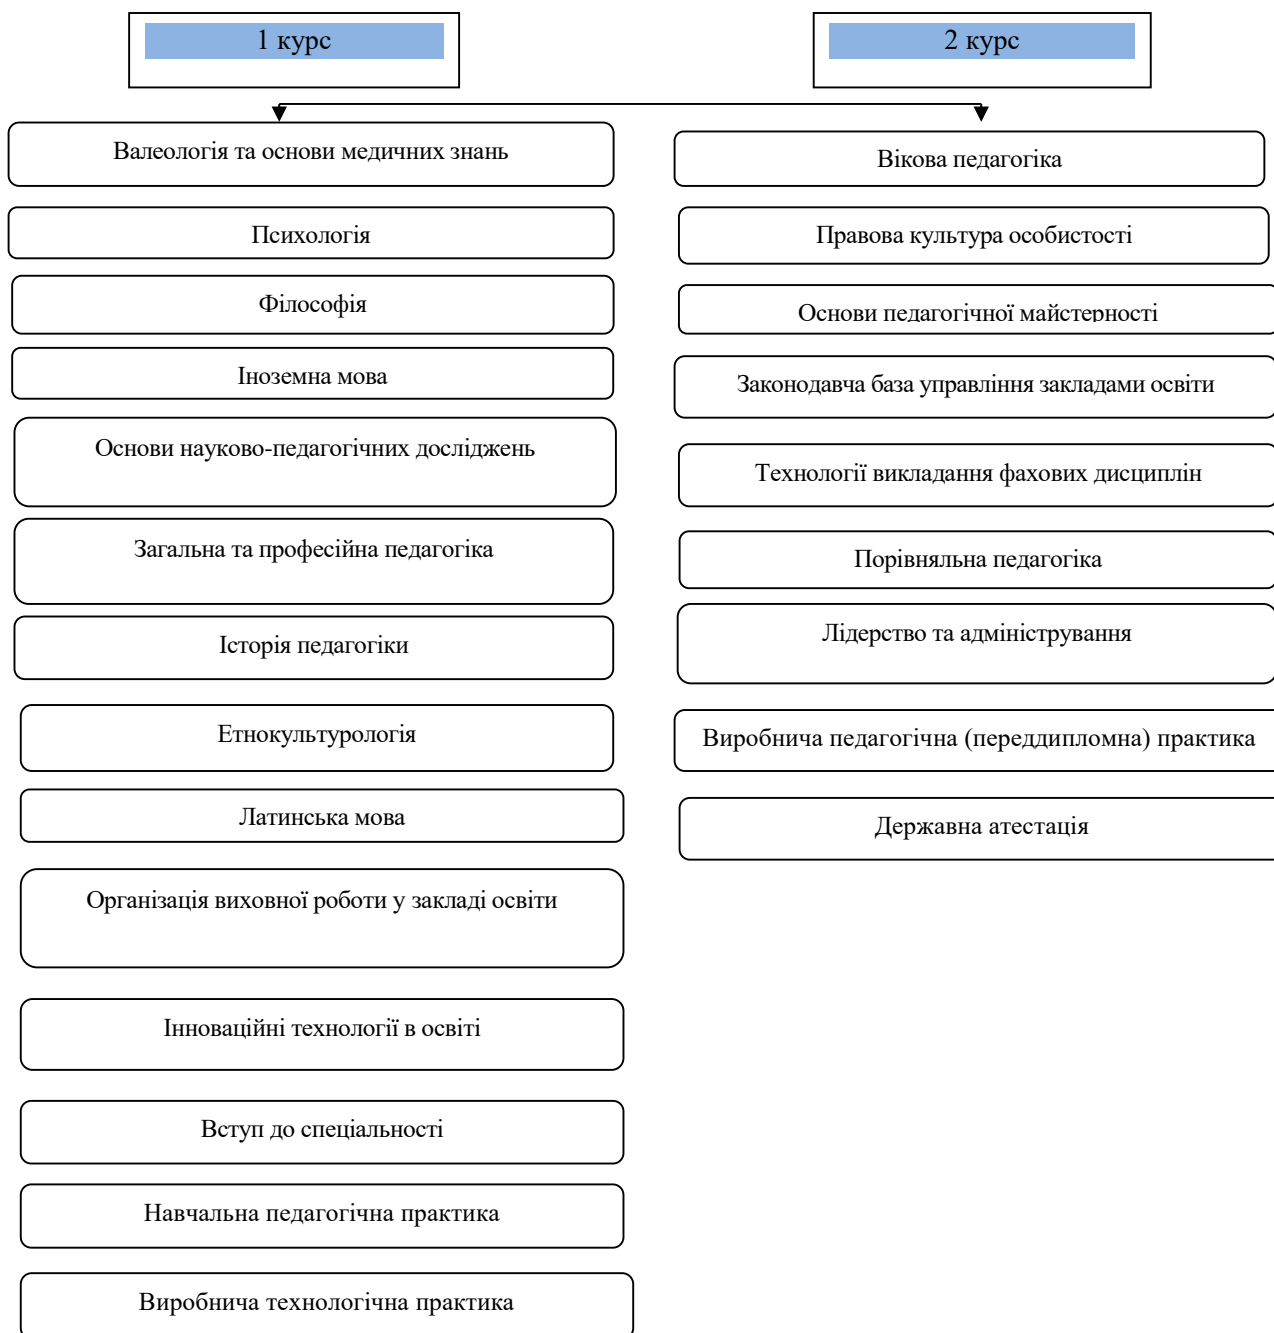 1 курс
Валеологія та основи медичних знань
Психологія
Філософія
Іноземна мова
Основи науково-педагогічних досліджень
Загальна та професійна педагогіка
Історія педагогіки
Етнокультурологія
Латинська мова
Організація виховної роботи у закладі освіти
Інноваційні технології в освіті
Вступ до спеціальності
Навчальна педагогічна практика
Виробнича технологічна практика
2 курс
Вікова педагогіка
Правова культура особистості
Основи педагогічної майстерності
Законодавча база управління закладами освіти
Технології викладання фахових дисциплін
Порівняльна педагогіка
Лідерство та адміністрування
Виробнича педагогічна (переддипломна) практика
Державна атестація